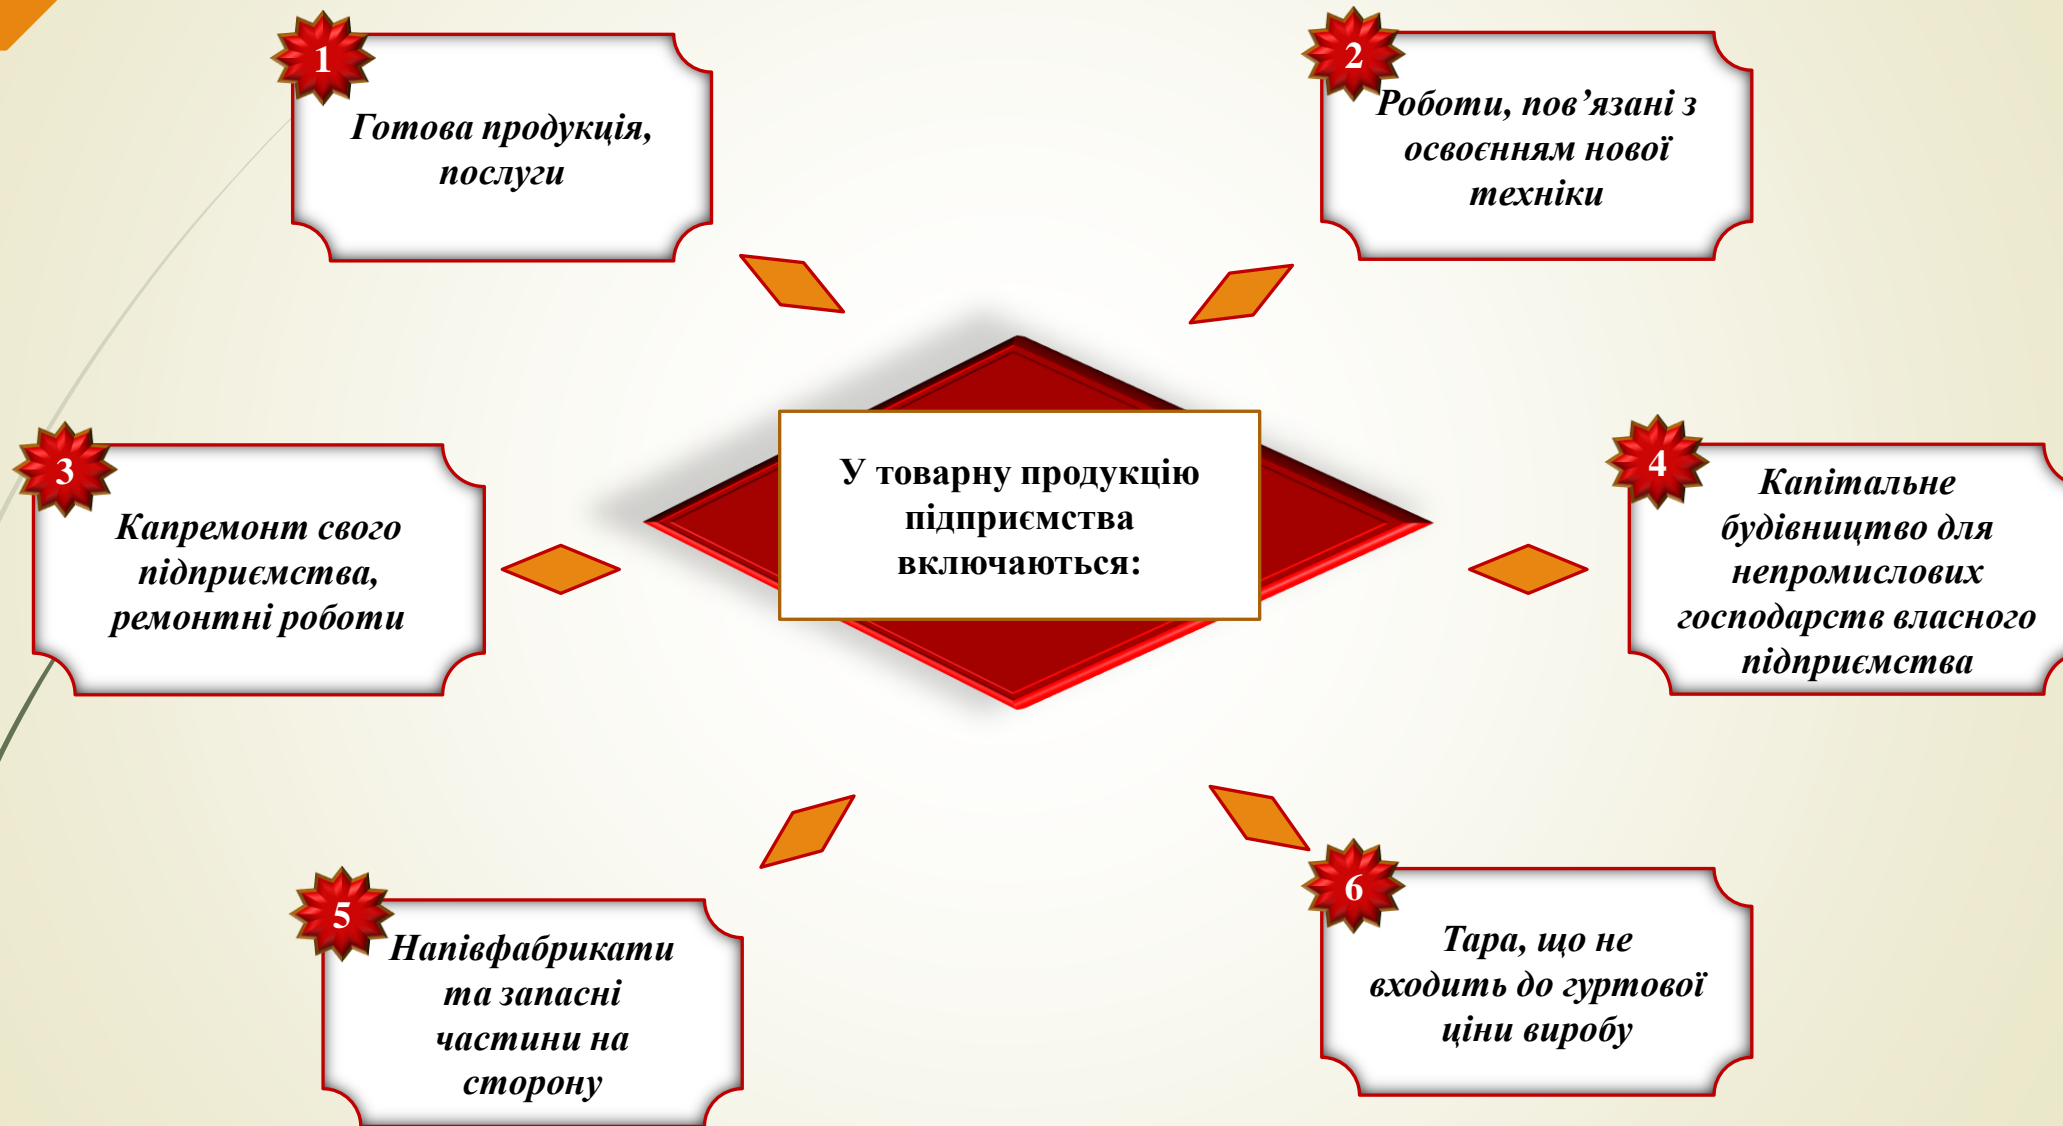 1
Готова продукція,
послуги
2
Роботи, пов’язані з
освоєнням нової
техніки
3
Капремонт свого
підприємства,
ремонтні роботи
У товарну продукцію
підприємства
включаються:
4
Капітальне
будівництво для
непромислових
господарств власного
підприємства
5
Напівфабрикати
та запасні
частини на
сторону
6
Тара, що не
входить до гуртової
ціни виробу